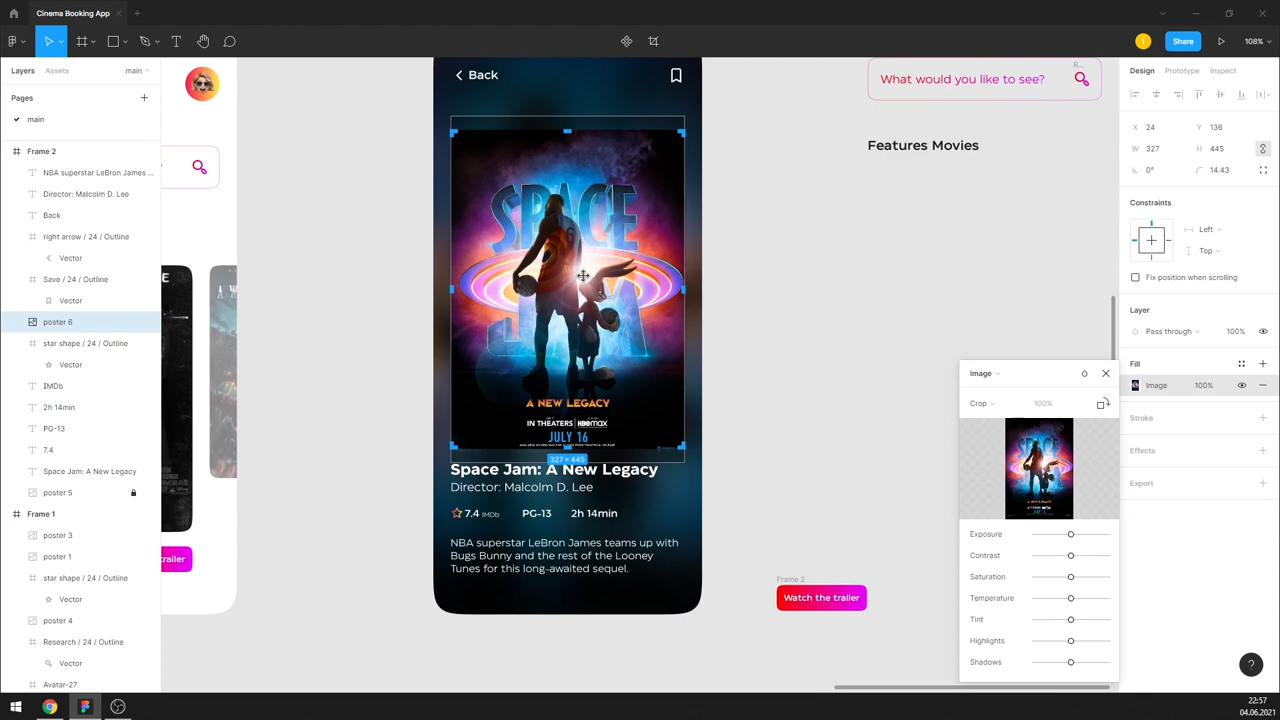 Cinema Booking App
Share
108%
Layers
Assets
main
Pages
main
Frame 2
NBA superstar LeBron James ...
Director: Malcolm D. Lee
Back
right arrow / 24 / Outline
Vector
Save / 24 / Outline
Vector
poster 6
star shape / 24 / Outline
Vector
IMDb
2h 14min
PG-13
7.4
Space Jam: A New Legacy
poster 5
Frame 1
poster 3
poster 1
star shape / 24 / Outline
Vector
poster 4
Research / 24 / Outline
Vector
Avatar-27
trailer
Back
SPACE
JAM
A NEW LEGACY
IN THEATERS
HBOmax
JULY 16
327 × 445
Space Jam: A New Legacy
Director: Malcolm D. Lee
7.4 IMDb PG-13 2h 14min
NBA superstar LeBron James teams up with
Bugs Bunny and the rest of the Looney
Tunes for this long-awaited sequel.
R...
What would you like to see?
Features Movies
Frame 2
Watch the trailer
Image
Crop
100%
Exposure
Contrast
Saturation
Temperature
Tint
Highlights
Shadows
Design
Prototype
Inspect
X 24 Y 136
W 327 H 445
0° 14.43
Constraints
Left
Top
Fix position when scrolling
Layer
Pass through 100%
Fill
Image 100%
Stroke
Effects
Export
?
22:57
04.06.2021